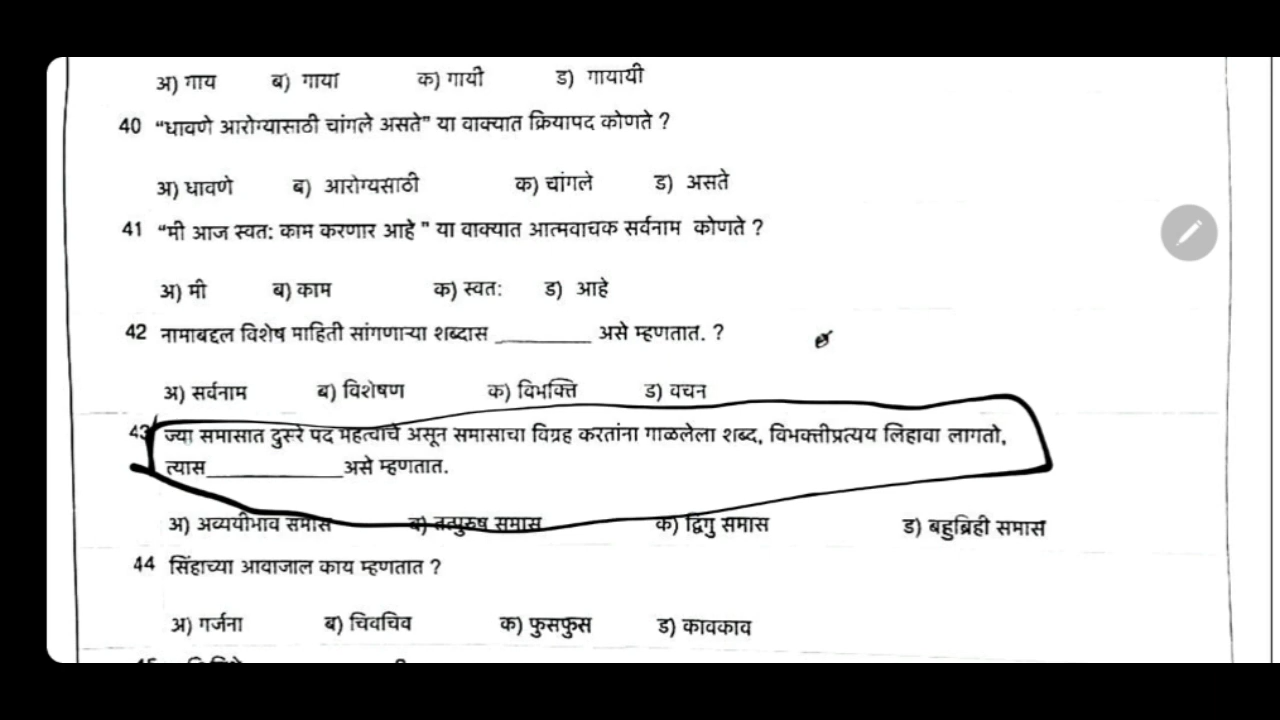 अ) गाय ब) गाया क) गायी ड) गायायी
40 “धावणे आरोग्यासाठी चांगले असते” या वाक्यात क्रियापद कोणते ?
अ) धावणे ब) आरोग्यसाठी क) चांगले ड) असते
41 “मी आज स्वत: काम करणार आहे ” या वाक्यात आत्मवाचक सर्वनाम कोणते ?
अ) मी ब) काम क) स्वत: ड) आहे
42 नामाबद्दल विशेष माहिती सांगणाऱ्या शब्दास _________ असे म्हणतात. ?
अ) सर्वनाम ब) विशेषण क) विभक्ति ड) वचन
43 ज्या समासात दुस्रे पद महत्वाचे असून समासाचा विग्रह करतांना गाळलेला शब्द, विभक्तीप्रत्यय लिहावा लागतो,
त्यास_____________असे म्हणतात.
अ) अव्ययीभाव समास ब) तत्पुरुष समास क) द्विगु समास ड) बहुब्रिही समास
44 सिंहाच्या आवाजाल काय म्हणतात ?
अ) गर्जना ब) चिवचिव क) फुसफुस ड) कावकाव